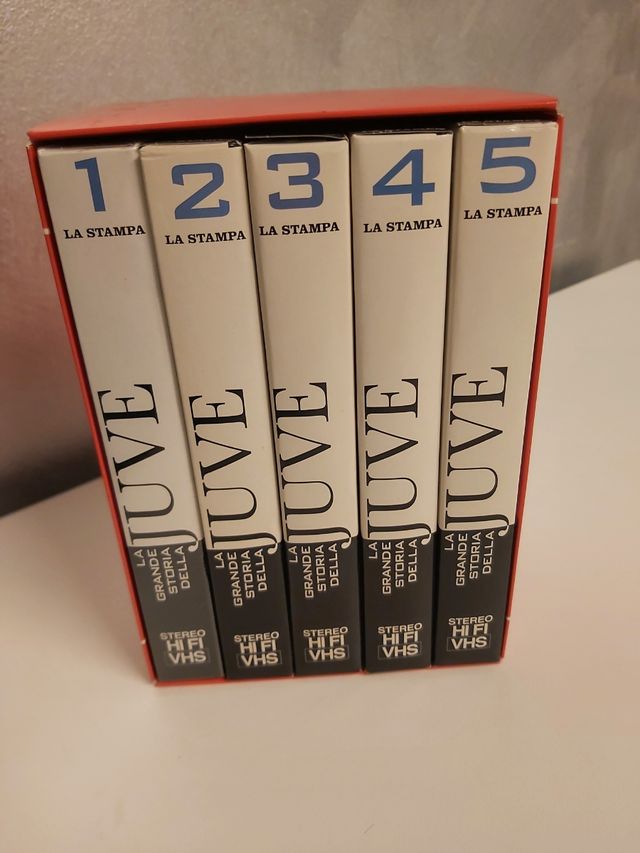 1
LA STAMPA
LA
GRANDE
STORIA
DELLA
JUVE
STEREO
HI FI
VHS
2
LA STAMPA
LA
GRANDE
STORIA
DELLA
JUVE
STEREO
HI FI
VHS
3
LA STAMPA
LA
GRANDE
STORIA
DELLA
JUVE
STEREO
HI FI
VHS
4
LA STAMPA
LA
GRANDE
STORIA
DELLA
JUVE
STEREO
HI FI
VHS
5
LA STAMPA
LA
GRANDE
STORIA
DELLA
JUVE
STEREO
HI FI
VHS